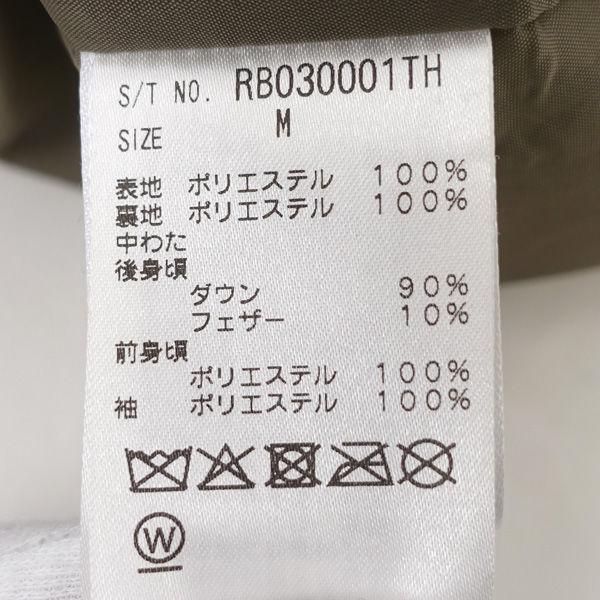 S/T NO. RB030001TH
SIZE M
表地 ポリエステル 100%
裏地 ポリエステル 100%
中わた
後身頃
ダウン 90%
フェザー 10%
前身頃
ポリエステル 100%
袖 ポリエステル 100%
W